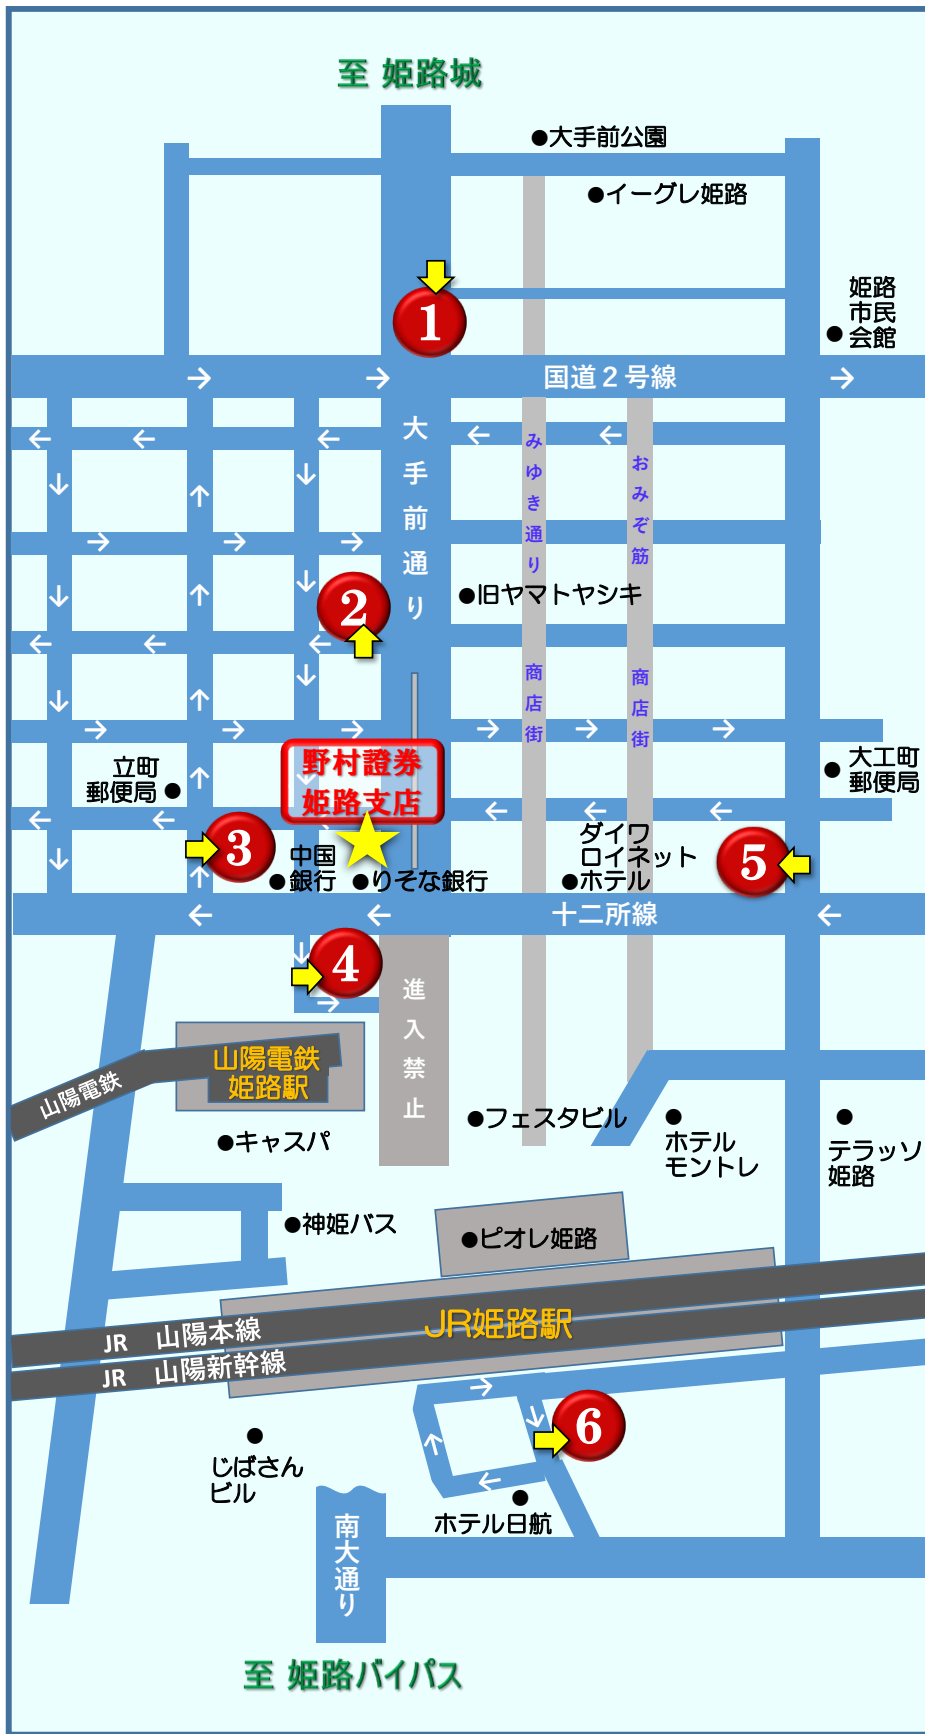 至 姫路城
●大手前公園
●イーグレ姫路
姫路
市民
●会館
1
国道2号線
大手前通り
みゆき通り
商店街
おみぞ筋
商店街
2
●旧ヤマトヤシキ
野村證券
姫路支店
立町
郵便局●
大工町
●郵便局
3
中国
●銀行
●りそな銀行
ダイワ
ロイネット
●ホテル
5
十二所線
4
進入禁止
山陽電鉄
姫路駅
山陽電鉄
●キャスパ
●フェスタビル
●
ホテル
モントレ
●
テラッソ
姫路
●神姫バス
●ピオレ姫路
JR姫路駅
JR 山陽本線
JR 山陽新幹線
6
●
じばさん
ビル
●
ホテル日航
南大通り
至 姫路バイパス